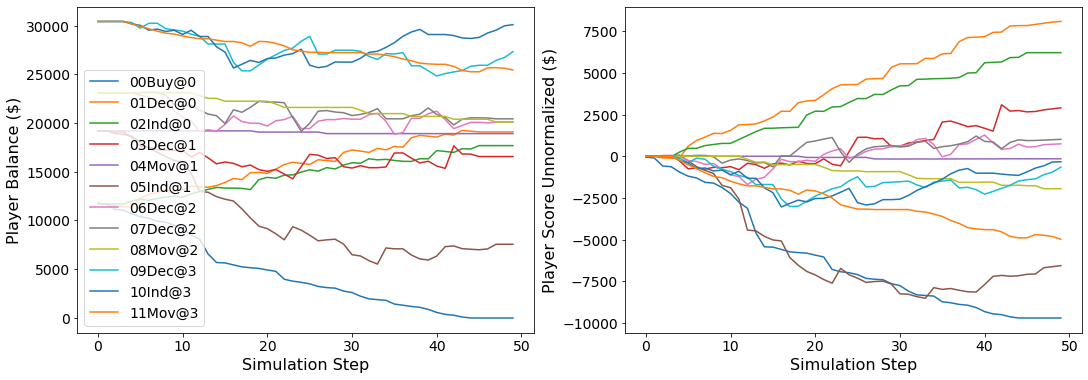 Player Balance ($)
30000
25000
20000
15000
10000
5000
0
00Buy@0
01Dec@0
02Ind@0
03Dec@1
04Mov@1
05Ind@1
06Dec@2
07Dec@2
08Mov@2
09Dec@3
10Ind@3
11Mov@3
0 10 20 30 40 50
Simulation Step
Player Score Unnormalized ($)
7500
5000
2500
0
−2500
−5000
−7500
−10000
0 10 20 30 40 50
Simulation Step